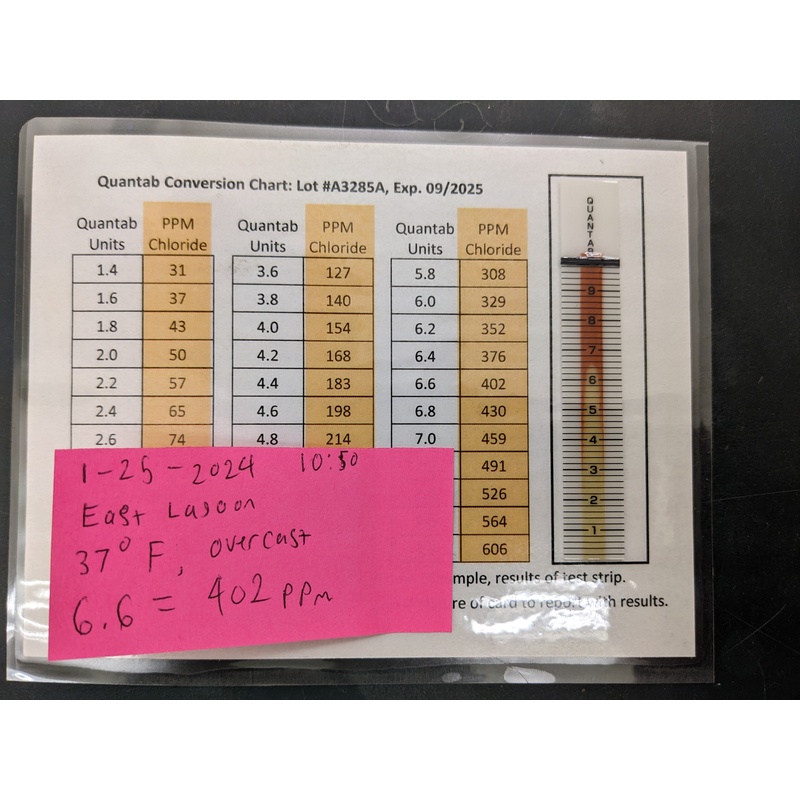 Quantab Conversion Chart: Lot #A3285A, Exp. 09/2025
Quantab Units PPM Chloride Quantab Units PPM Chloride Quantab Units PPM Chloride
1.4 31 3.6 127 5.8 308
1.6 37 3.8 140 6.0 329
1.8 43 4.0 154 6.2 352
2.0 50 4.2 168 6.4 376
2.2 57 4.4 183 6.6 402
2.4 65 4.6 198 6.8 430
2.6 74 4.8 214 7.0 459
491
526
564
606
mple, results of test strip.
re of card to report with results.
1-25-2024 10:50
East Lagoon
37° F, overcast
6.6 = 402 PPM
QUANTAB
9
8
7
6
5
4
3
2
1